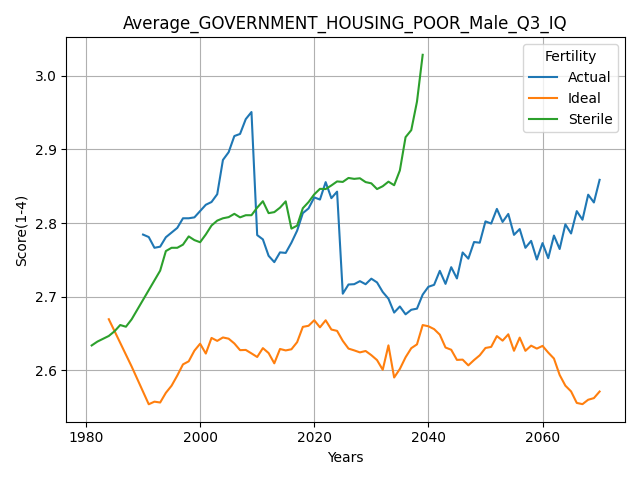 Average_GOVERNMENT_HOUSING_POOR_Male_Q3_IQ
Fertility
Actual
Ideal
Sterile
Score(1-4)
3.0
2.9
2.8
2.7
2.6
1980
2000
2020
2040
2060
Years